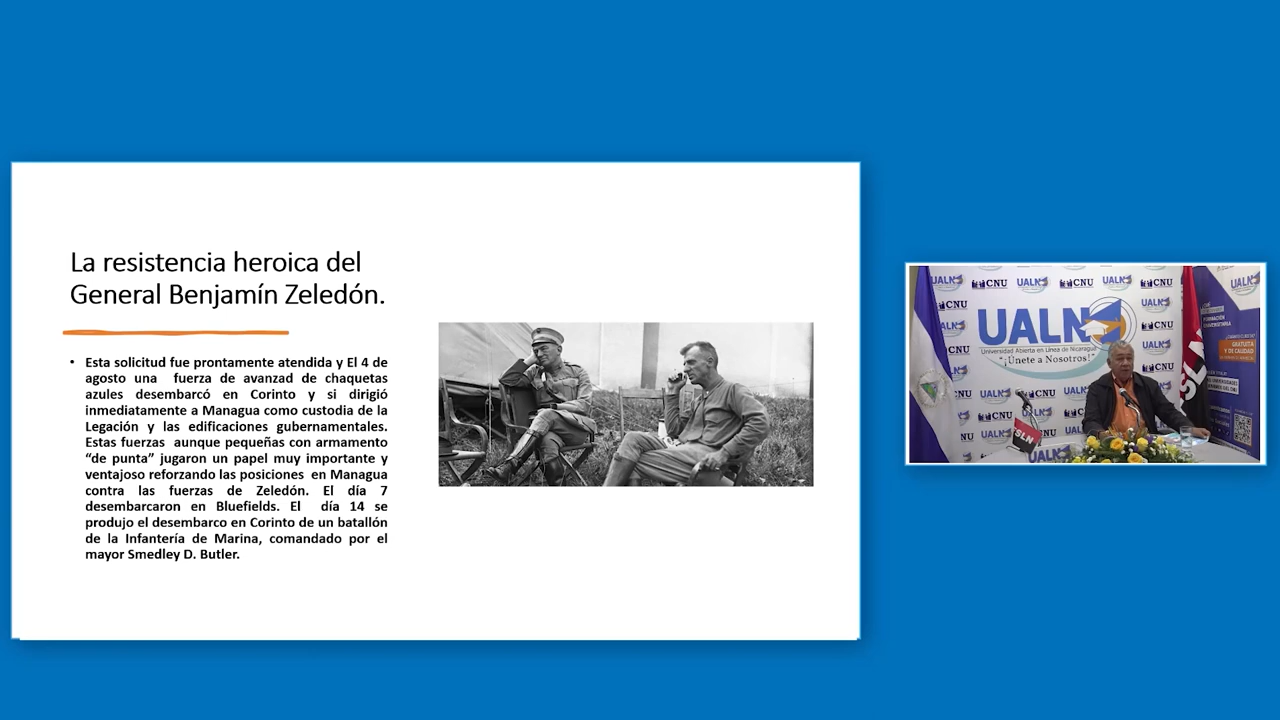 La resistencia heroica del
General Benjamín Zeledón.
• Esta solicitud fue prontamente atendida y El 4 de
agosto una fuerza de avanzad de chaquetas
azules desembarcó en Corinto y si dirigió
inmediatamente a Managua como custodia de la
Legación y las edificaciones gubernamentales.
Estas fuerzas aunque pequeñas con armamento
“de punta” jugaron un papel muy importante y
ventajoso reforzando las posiciones en Managua
contra las fuerzas de Zeledón. El día 7
desembarcaron en Bluefields. El día 14 se
produjo el desembarco en Corinto de un batallón
de la Infantería de Marina, comandado por el
mayor Smedley D. Butler.
UALN
CNU
UALN
Universidad Abierta en Línea de Nicaragua
¡Únete a Nosotros!
GRATUITA
Y DE CALIDAD
SLN